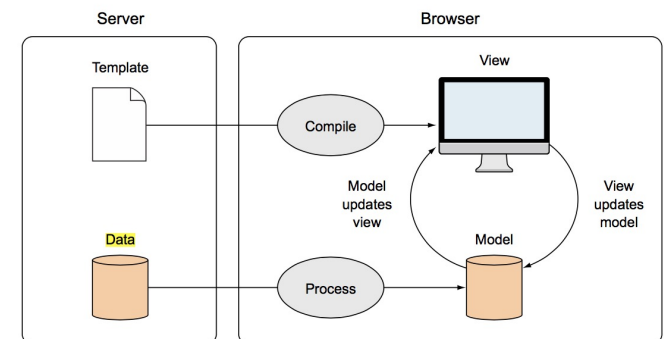 Server
Browser
Template
View
Compile
Model
updates
view
View
updates
model
Data
Model
Process